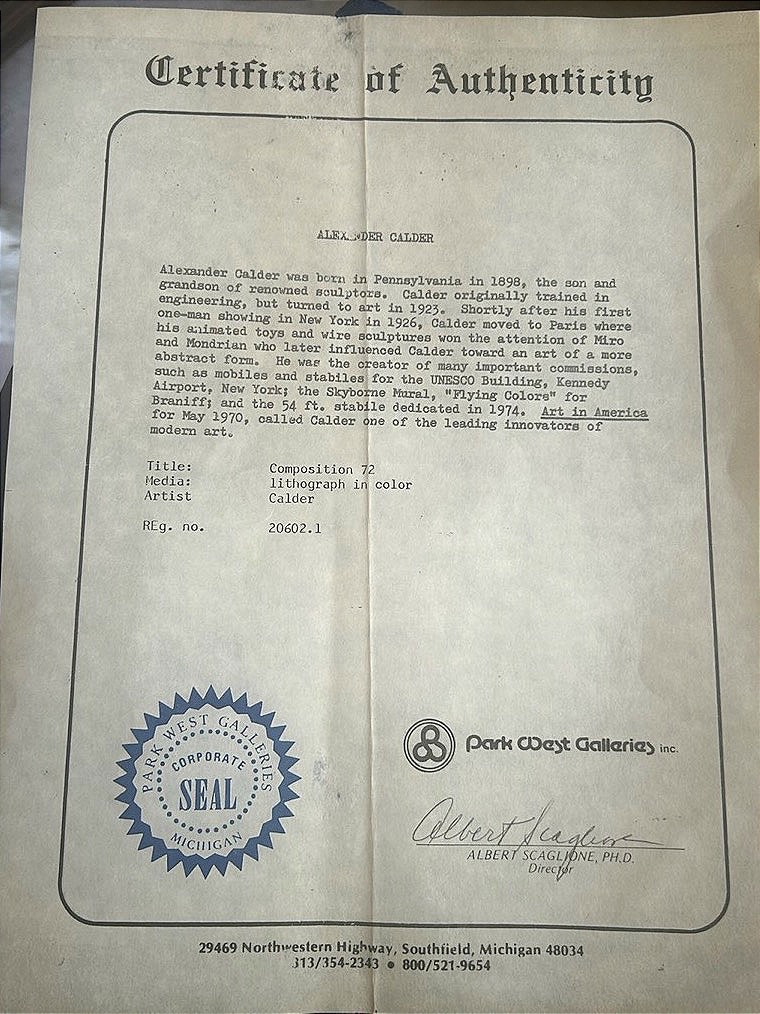 Certificate of Authenticity
ALEXANDER CALDER
Alexander Calder was born in Pennsylvania in 1898, the son and
grandson of renowned sculptors. Calder originally trained in
engineering, but turned to art in 1923. Shortly after his first
one-man showing in New York in 1926, Calder moved to Paris where
his animated toys and wire sculptures won the attention of Miro
and Mondrian who later influenced Calder toward an art of a more
abstract form. He was the creator of many important commissions,
such as mobiles and stabiles for the UNESCO Building, Kennedy
Airport, New York; the Skyborne Mural, "Flying Colors" for
Braniff; and the 54 ft. stabile dedicated in 1974. Art in America
for May 1970, called Calder one of the leading innovators of
modern art.
Title: Composition 72
Media: lithograph in color
Artist Calder
REg. no. 20602.1
PARK WEST GALLERIES
CORPORATE
SEAL
MICHIGAN
Park West Galleries inc.
Albert Scaglione
ALBERT SCAGLIONE, PH.D.
Director
29469 Northwestern Highway, Southfield, Michigan 48034
313/354-2343 • 800/521-9654